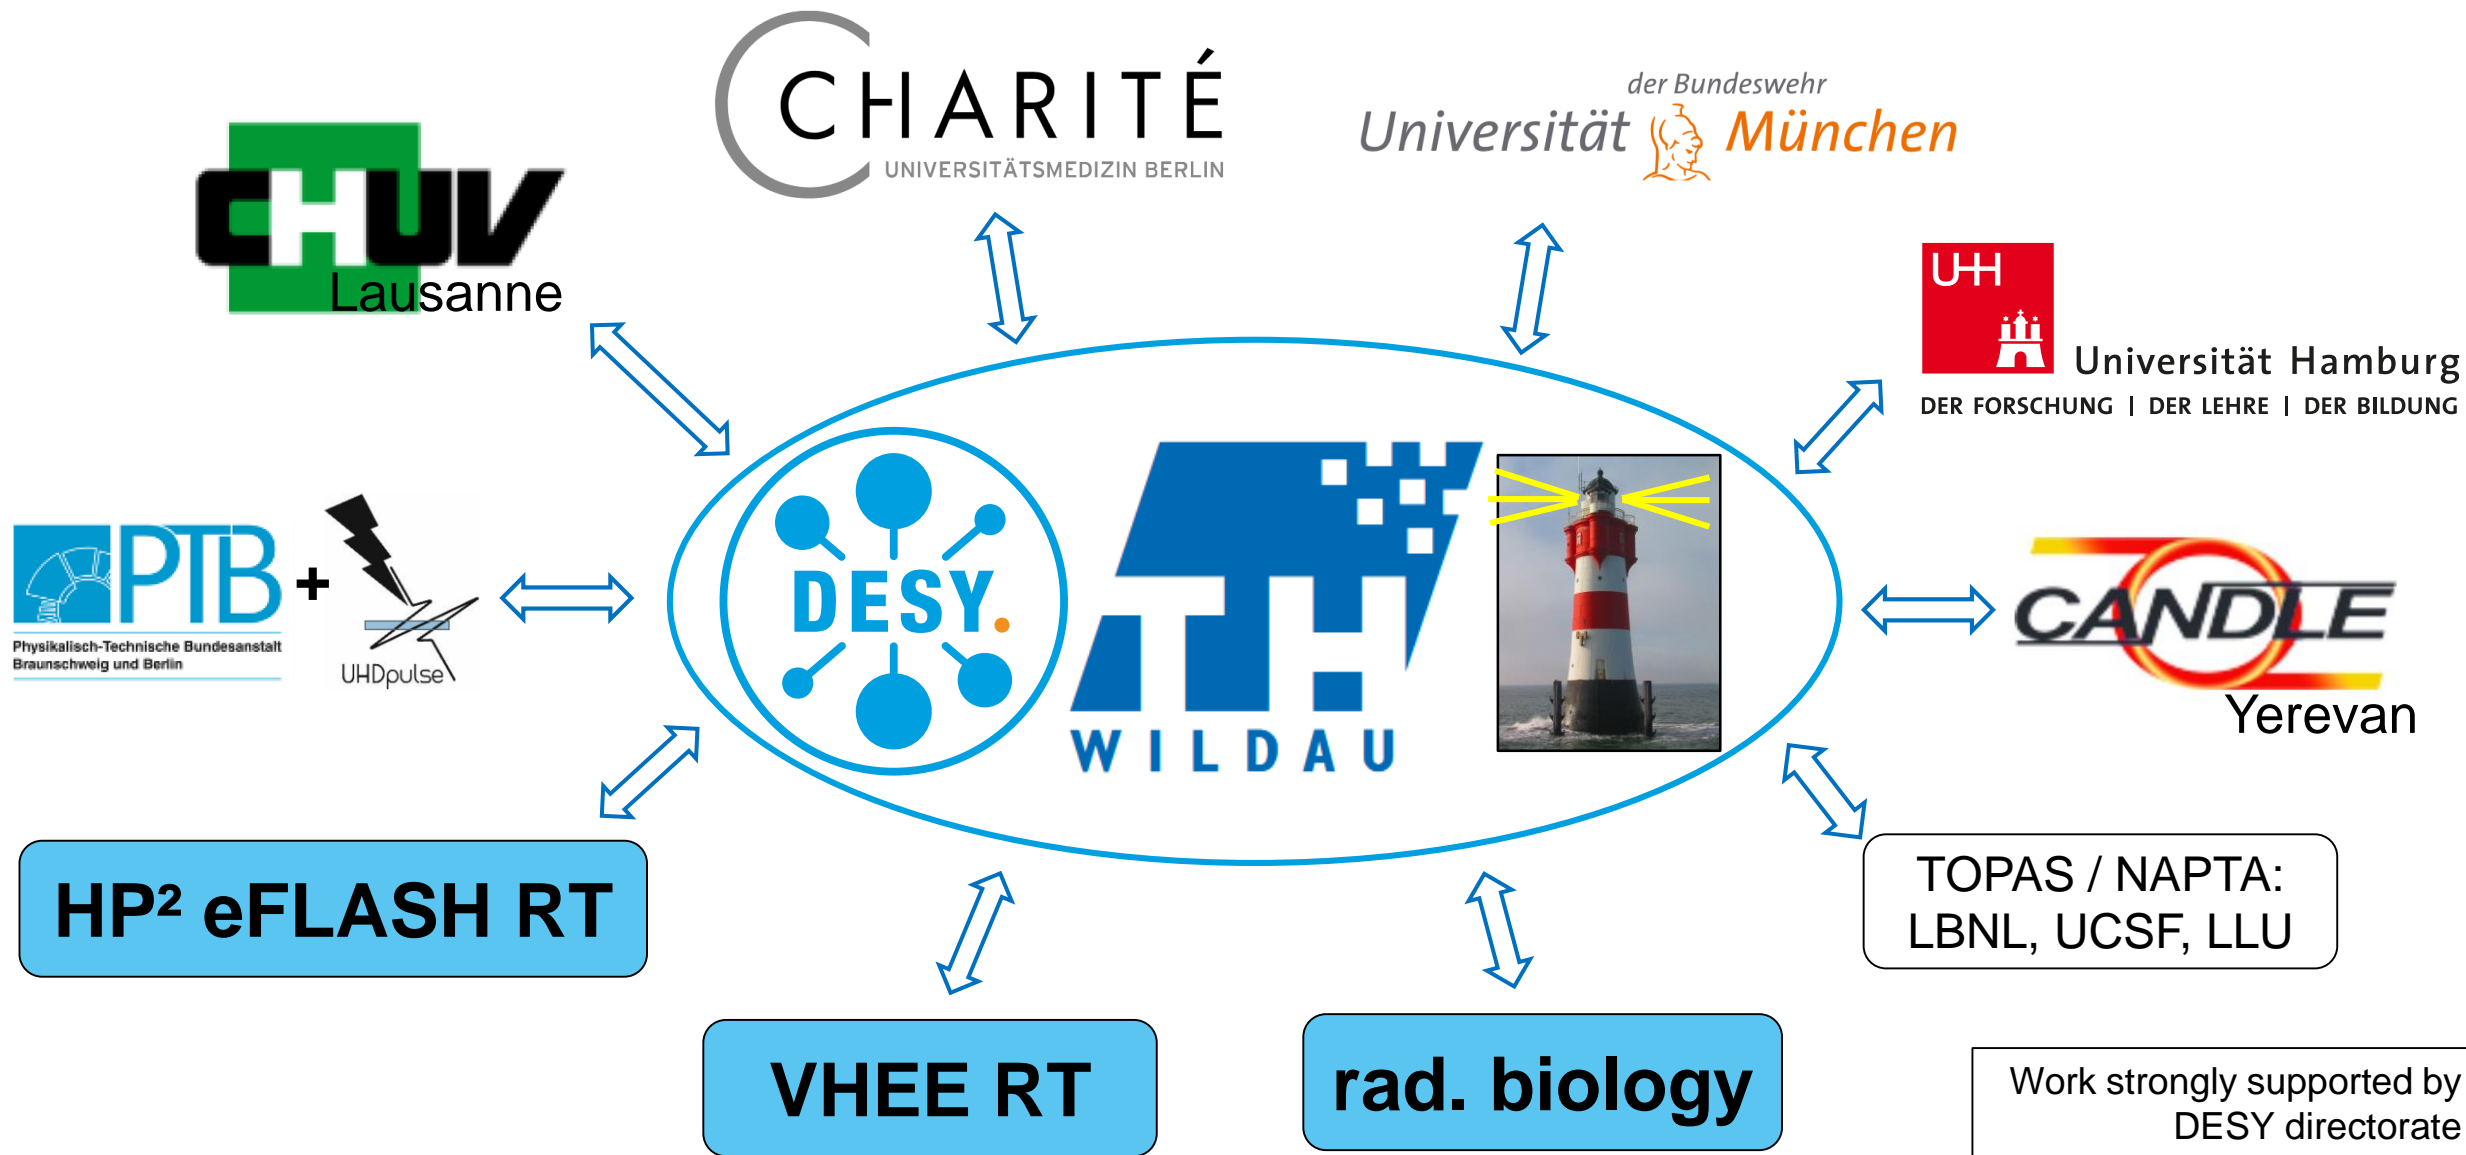 CHARITÉ
UNIVERSITÄTSMEDIZIN BERLIN
der Bundeswehr
Universität München
CHUV
Lausanne
UHH
Universität Hamburg
DER FORSCHUNG | DER LEHRE | DER BILDUNG
PTB
Physikalisch-Technische Bundesanstalt
Braunschweig und Berlin
+
UHDpulse
DESY.
TH
WILDAU
CANDLE
Yerevan
HP² eFLASH RT
TOPAS / NAPTA:
LBNL, UCSF, LLU
VHEE RT
rad. biology
Work strongly supported by
DESY directorate